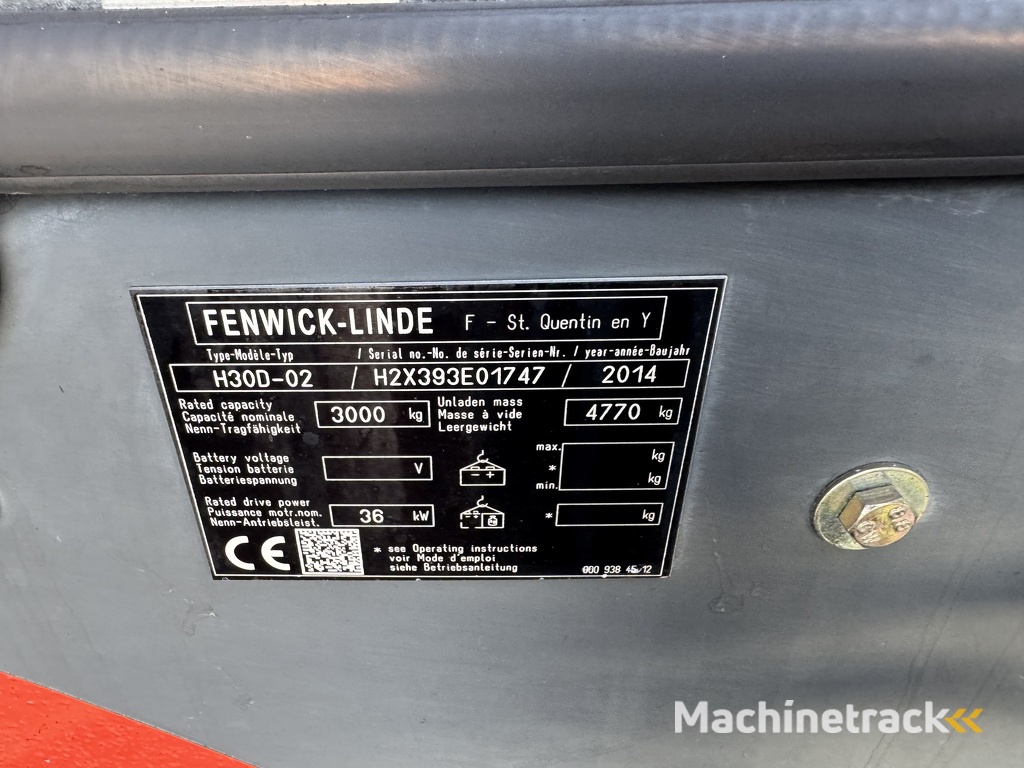 FENWICK-LINDE F - St. Quentin en Y
Type-Modèle-Typ / Serial no.-No. de série-Serien-Nr. / year-année-Baujahr
H30D-02 / H2X393E01747 / 2014
Rated capacity
Capacité nominale
Nenn-Tragfähigkeit
3000 kg
Unladen mass
Masse à vide
Leergewicht
4770 kg
Battery voltage
Tension batterie
Batteriespannung
V
- +
max. kg
*
min. kg
Rated drive power
Puissance motr.nom.
Nenn-Antriebsleist.
36 kW
* kg
CE
* see Operating instructions
voir Mode d'emploi
siehe Betriebsanleitung
000 938 45/12
Machinetrack